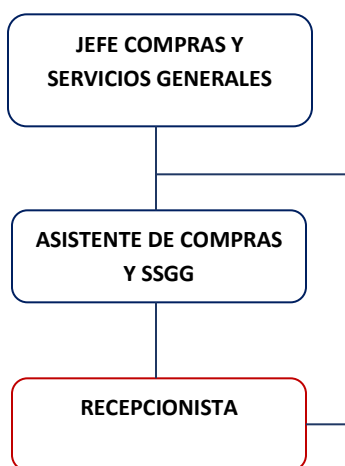 JEFE COMPRAS Y
SERVICIOS GENERALES
ASISTENTE DE COMPRAS
Y SSGG
RECEPCIONISTA